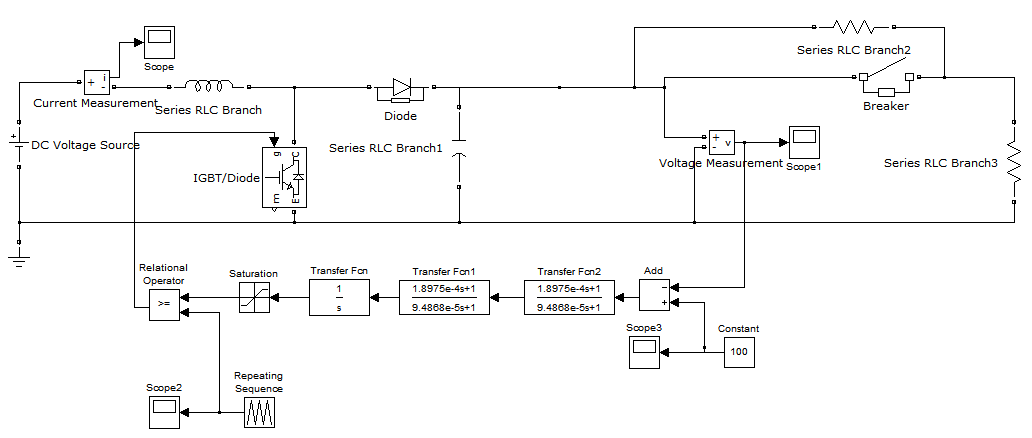 Scope
Current Measurement
Series RLC Branch
DC Voltage Source
+
i
-
+
Diode
Series RLC Branch1
Series RLC Branch2
Breaker
Series RLC Branch3
+
-
v
Voltage Measurement
Scope1
g
C
m
E
IGBT/Diode
Relational
Operator
>=
Saturation
Transfer Fcn
1
s
Transfer Fcn1
1.8975e-4s+1
9.4868e-5s+1
Transfer Fcn2
1.8975e-4s+1
9.4868e-5s+1
Add
−
+
Scope3
Constant
100
Scope2
Repeating
Sequence